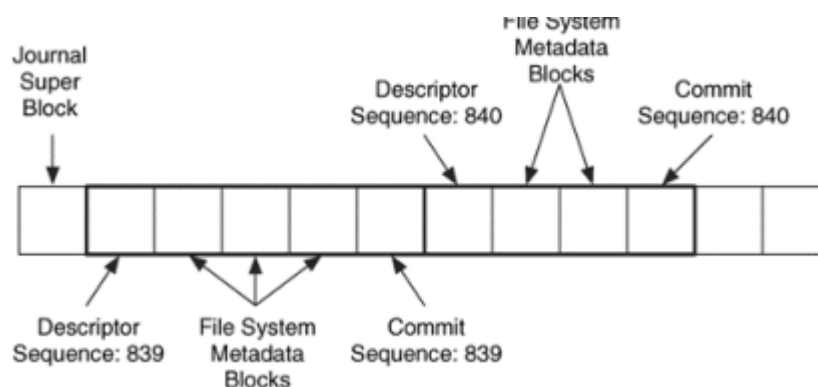 File System
Metadata
Blocks
Journal
Super
Block
Descriptor
Sequence: 840
Commit
Sequence: 840
Descriptor
Sequence: 839
File System
Metadata
Blocks
Commit
Sequence: 839